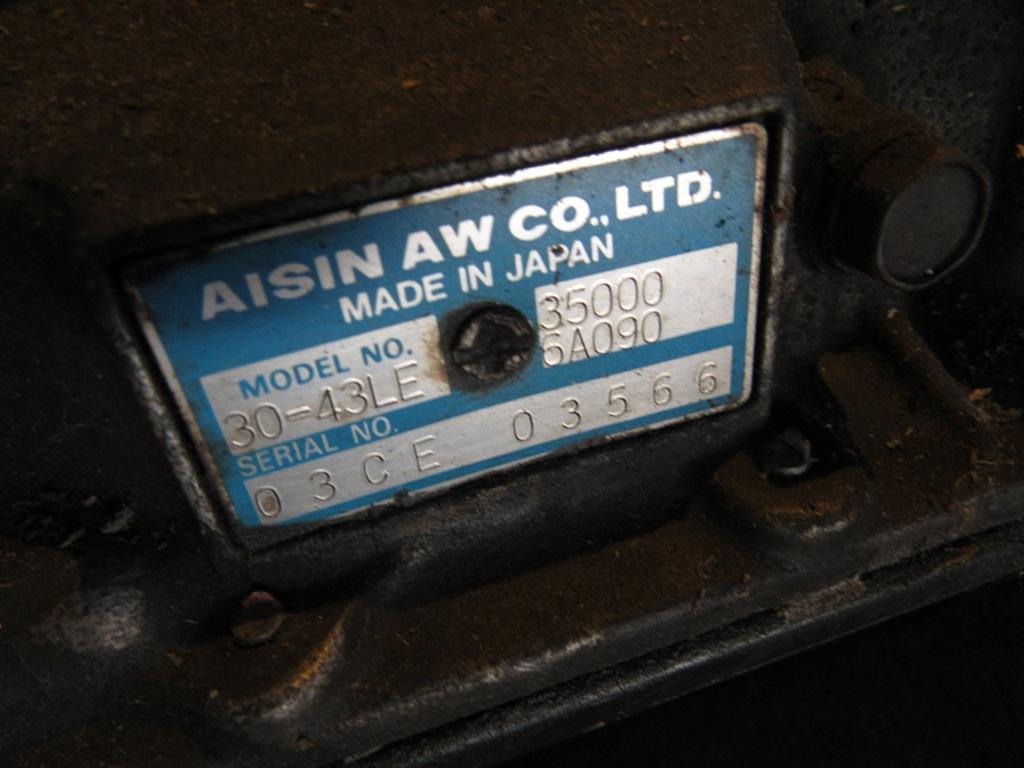 AISIN AW CO., LTD.
MADE IN JAPAN
MODEL NO.
30-43LE
35000
6A090
SERIAL NO.
03CE 03566